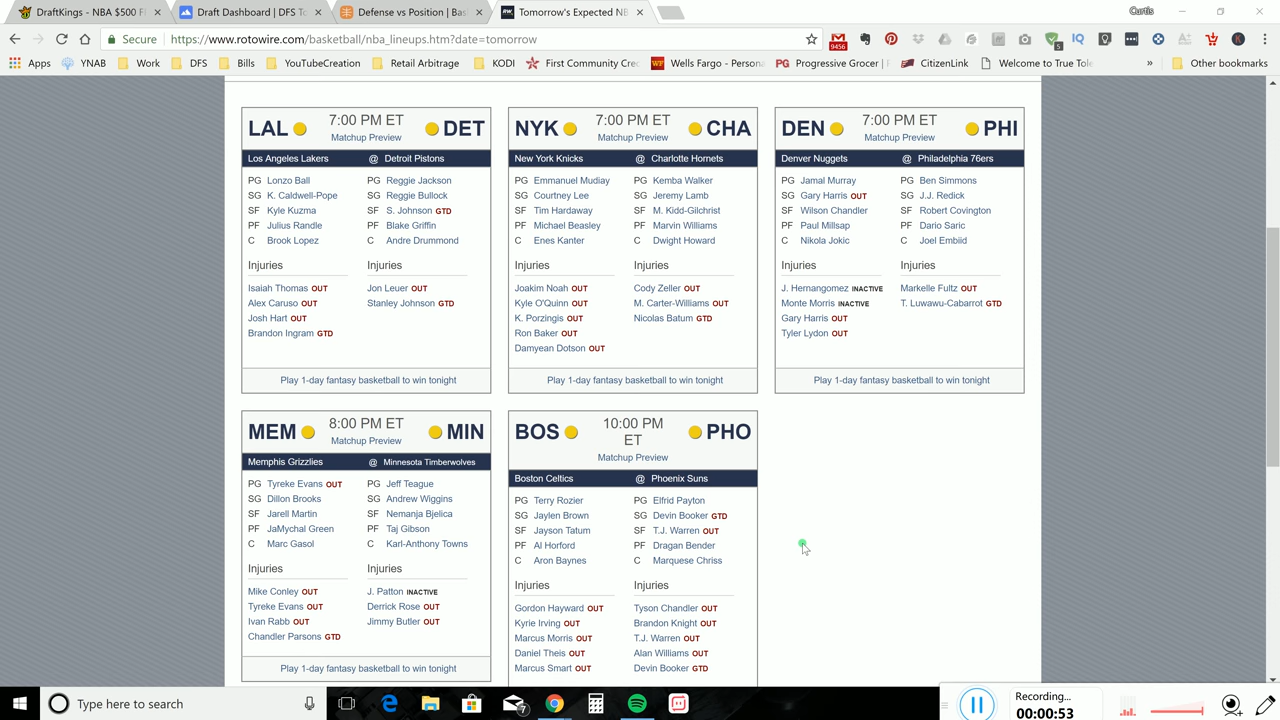 DraftKings - NBA $500 F
Draft Dashboard | DFS To
Defense vs Position | Bas
Tomorrow's Expected NB
Curtis
Secure
https://www.rotowire.com/basketball/nba_lineups.htm?date=tomorrow
9456
5
K
Apps
YNAB
Work
DFS
Bills
YouTubeCreation
Retail Arbitrage
KODI
First Community Cre
Wells Fargo - Persona
Progressive Grocer |
CitizenLink
Welcome to True Tole
»
Other bookmarks
LAL
7:00 PM ET
DET
Matchup Preview
Los Angeles Lakers @ Detroit Pistons
PG Lonzo Ball
SG K. Caldwell-Pope
SF Kyle Kuzma
PF Julius Randle
C Brook Lopez
PG Reggie Jackson
SG Reggie Bullock
SF S. Johnson GTD
PF Blake Griffin
C Andre Drummond
Injuries
Isaiah Thomas OUT
Alex Caruso OUT
Josh Hart OUT
Brandon Ingram GTD
Injuries
Jon Leuer OUT
Stanley Johnson GTD
Play 1-day fantasy basketball to win tonight
NYK
7:00 PM ET
CHA
Matchup Preview
New York Knicks @ Charlotte Hornets
PG Emmanuel Mudiay
SG Courtney Lee
SF Tim Hardaway
PF Michael Beasley
C Enes Kanter
PG Kemba Walker
SG Jeremy Lamb
SF M. Kidd-Gilchrist
PF Marvin Williams
C Dwight Howard
Injuries
Joakim Noah OUT
Kyle O'Quinn OUT
K. Porzingis OUT
Ron Baker OUT
Damyean Dotson OUT
Injuries
Cody Zeller OUT
M. Carter-Williams OUT
Nicolas Batum GTD
Play 1-day fantasy basketball to win tonight
DEN
7:00 PM ET
PHI
Matchup Preview
Denver Nuggets @ Philadelphia 76ers
PG Jamal Murray
SG Gary Harris OUT
SF Wilson Chandler
PF Paul Millsap
C Nikola Jokic
PG Ben Simmons
SG J.J. Redick
SF Robert Covington
PF Dario Saric
C Joel Embiid
Injuries
J. Hernangomez INACTIVE
Monte Morris INACTIVE
Gary Harris OUT
Tyler Lydon OUT
Injuries
Markelle Fultz OUT
T. Luwawu-Cabarrot GTD
Play 1-day fantasy basketball to win tonight
MEM
8:00 PM ET
MIN
Matchup Preview
Memphis Grizzlies @ Minnesota Timberwolves
PG Tyreke Evans OUT
SG Dillon Brooks
SF Jarell Martin
PF JaMychal Green
C Marc Gasol
PG Jeff Teague
SG Andrew Wiggins
SF Nemanja Bjelica
PF Taj Gibson
C Karl-Anthony Towns
Injuries
Mike Conley OUT
Tyreke Evans OUT
Ivan Rabb OUT
Chandler Parsons GTD
Injuries
J. Patton INACTIVE
Derrick Rose OUT
Jimmy Butler OUT
Play 1-day fantasy basketball to win tonight
BOS
10:00 PM
ET
PHO
Matchup Preview
Boston Celtics @ Phoenix Suns
PG Terry Rozier
SG Jaylen Brown
SF Jayson Tatum
PF Al Horford
C Aron Baynes
PG Elfrid Payton
SG Devin Booker GTD
SF T.J. Warren OUT
PF Dragan Bender
C Marquese Chriss
Injuries
Gordon Hayward OUT
Kyrie Irving OUT
Marcus Morris OUT
Daniel Theis OUT
Marcus Smart OUT
Injuries
Tyson Chandler OUT
Brandon Knight OUT
T.J. Warren OUT
Alan Williams OUT
Devin Booker GTD
Type here to search
7
Recording...
00:00:53